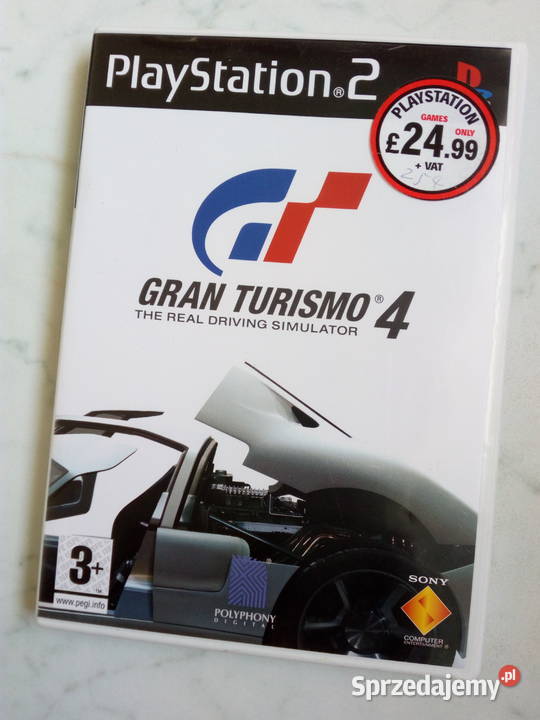 PlayStation®2
PLAYSTATION
GAMES
£24.99 ONLY
+ VAT
GRAN TURISMO® 4
THE REAL DRIVING SIMULATOR
3+
www.pegi.info
POLYPHONY
DIGITAL
SONY
COMPUTER
ENTERTAINMENT®
Sprzedajemy.pl